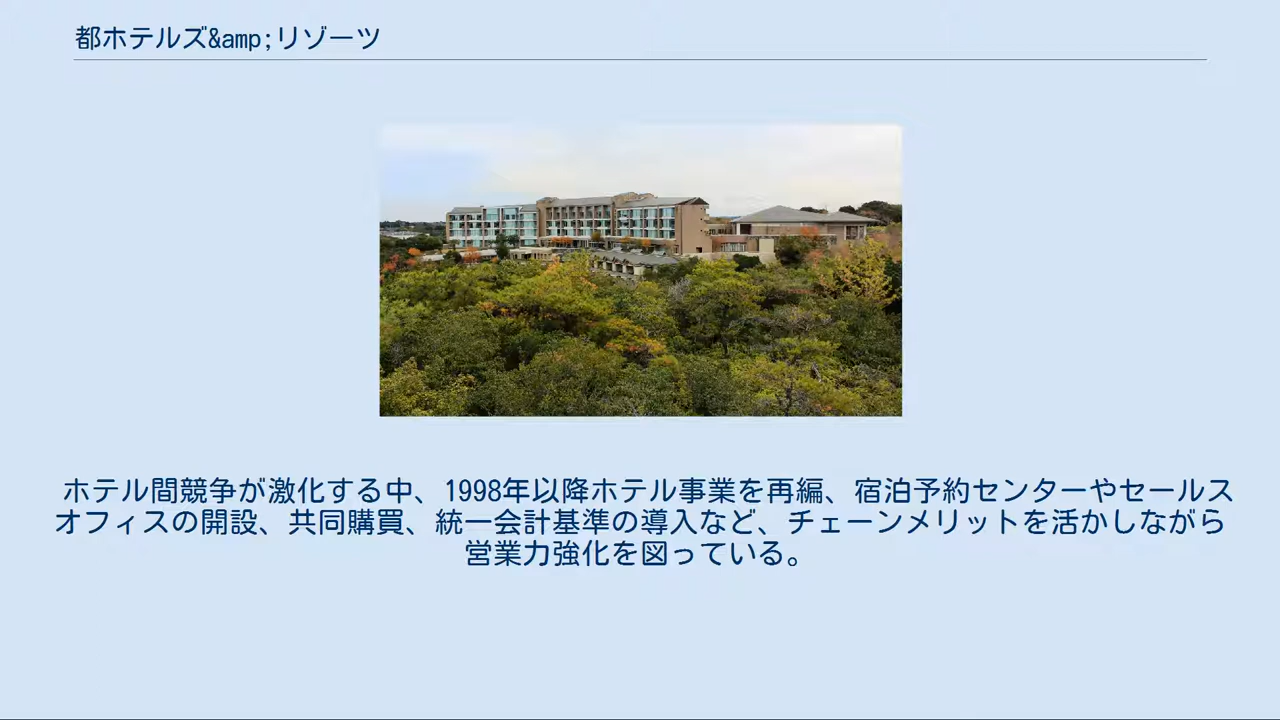 都ホテルズ&amp;リゾーツ
ホテル間競争が激化する中、1998年以降ホテル事業を再編、宿泊予約センターやセールス
オフィスの開設、共同購買、統一会計基準の導入など、チェーンメリットを活かしながら
営業力強化を図っている。